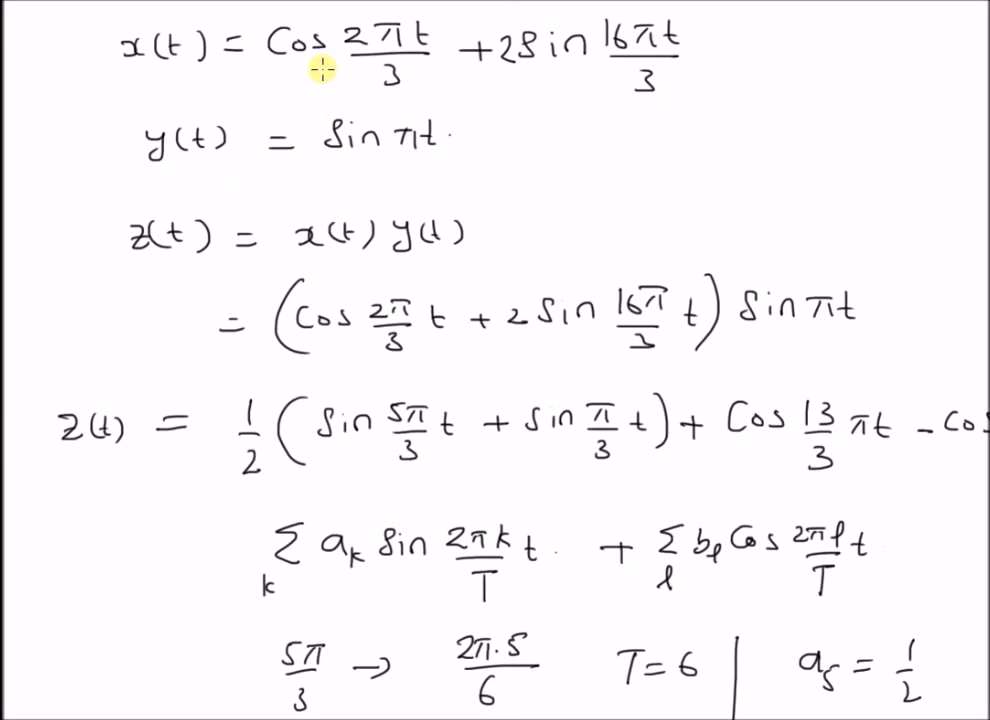 x(t) = Cos 2πt/3 + 2Sin 16πt/3
y(t) = Sin πt.
z(t) = x(t) y(t)
= (Cos 2π/3 t + 2 Sin 16π/3 t) Sin πt
Z(t) = 1/2 (Sin 5π/3 t + Sin π/3 t) + Cos 13/3 πt - Cos
Σ_k a_k Sin 2πk/T t. + Σ_l b_l Cos 2πl/T t
5π/3 → 2π.5/6 T=6 | a_5 = 1/2